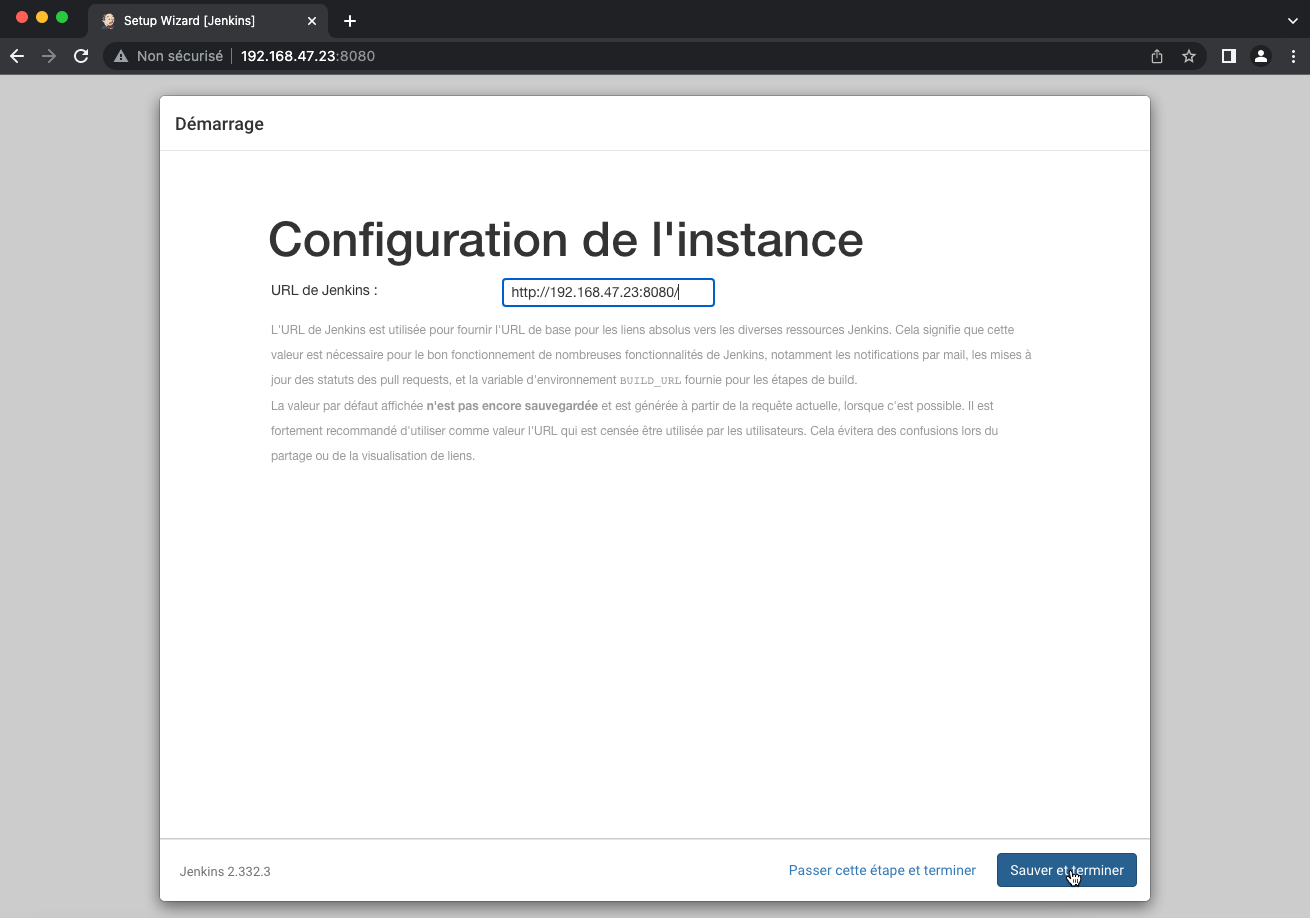 Setup Wizard [Jenkins]
Non sécurisé 192.168.47.23:8080
Démarrage
Configuration de l'instance
URL de Jenkins : http://192.168.47.23:8080/
L'URL de Jenkins est utilisée pour fournir l'URL de base pour les liens absolus vers les diverses ressources Jenkins. Cela signifie que cette
valeur est nécessaire pour le bon fonctionnement de nombreuses fonctionnalités de Jenkins, notamment les notifications par mail, les mises à
jour des statuts des pull requests, et la variable d'environnement BUILD_URL fournie pour les étapes de build.
La valeur par défaut affichée n'est pas encore sauvegardée et est générée à partir de la requête actuelle, lorsque c'est possible. Il est
fortement recommandé d'utiliser comme valeur l'URL qui est censée être utilisée par les utilisateurs. Cela évitera des confusions lors du
partage ou de la visualisation de liens.
Jenkins 2.332.3 Passer cette étape et terminer Sauver et terminer